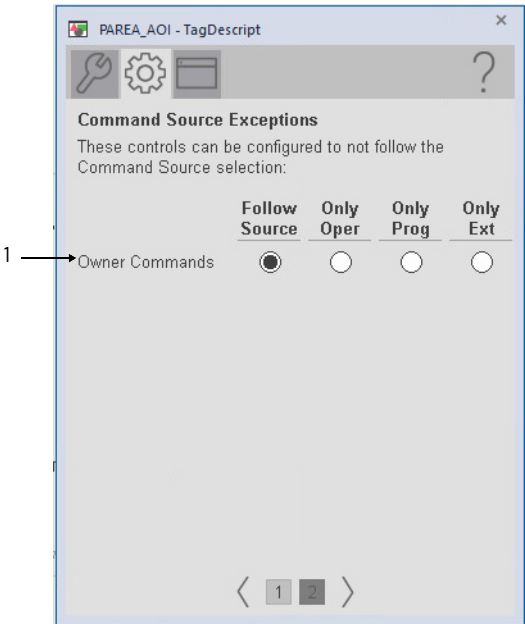 PAREA_AOI - TagDescript
×
?
Command Source Exceptions
These controls can be configured to not follow the
Command Source selection:
Follow Source Only Oper Only Prog Only Ext
1
Owner Commands
1 2